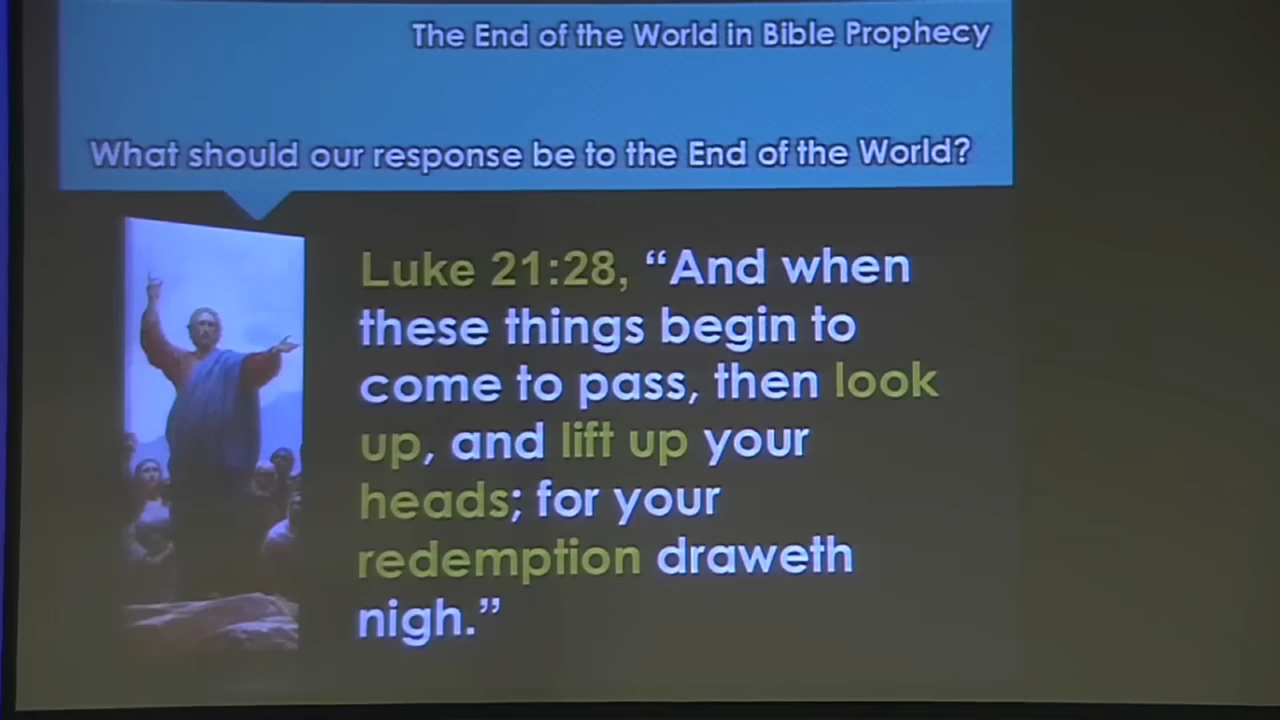 The End of the World in Bible Prophecy
What should our response be to the End of the World?
Luke 21:28, “And when
these things begin to
come to pass, then look
up, and lift up your
heads; for your
redemption draweth
nigh.”